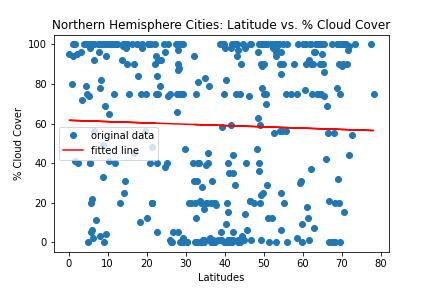 Northern Hemisphere Cities: Latitude vs. % Cloud Cover
100
80
60
40
20
0
% Cloud Cover
original data
fitted line
0 10 20 30 40 50 60 70 80
Latitudes